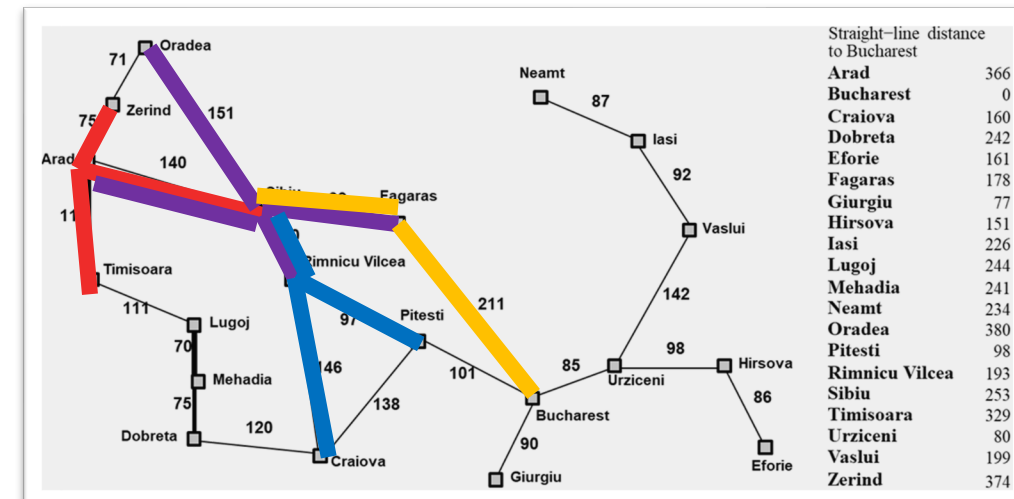 Oradea
71
Zerind
75
151
Arad
140
Fagaras
11
Rimnicu Vilcea
Timisoara
111
Lugoj
70
Mehadia
75
Dobreta
120
Craiova
146
97
Pitesti
138
101
211
Bucharest
90
Giurgiu
85
Urziceni
98
Hirsova
86
Eforie
142
Vaslui
92
Iasi
87
Neamt
Straight-line distance
to Bucharest
Arad 366
Bucharest 0
Craiova 160
Dobreta 242
Eforie 161
Fagaras 178
Giurgiu 77
Hirsova 151
Iasi 226
Lugoj 244
Mehadia 241
Neamt 234
Oradea 380
Pitesti 98
Rimnicu Vilcea 193
Sibiu 253
Timisoara 329
Urziceni 80
Vaslui 199
Zerind 374